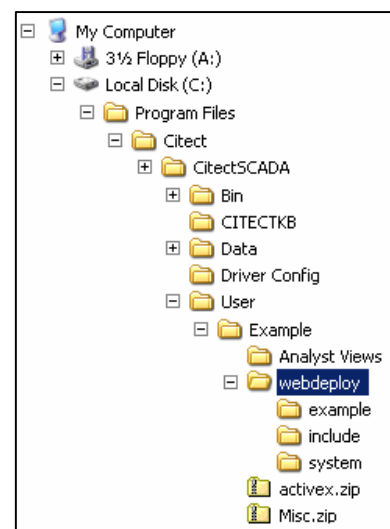 My Computer
3½ Floppy (A:)
Local Disk (C:)
Program Files
Citect
CitectSCADA
Bin
CITECTKB
Data
Driver Config
User
Example
Analyst Views
webdeploy
example
include
system
activex.zip
Misc.zip